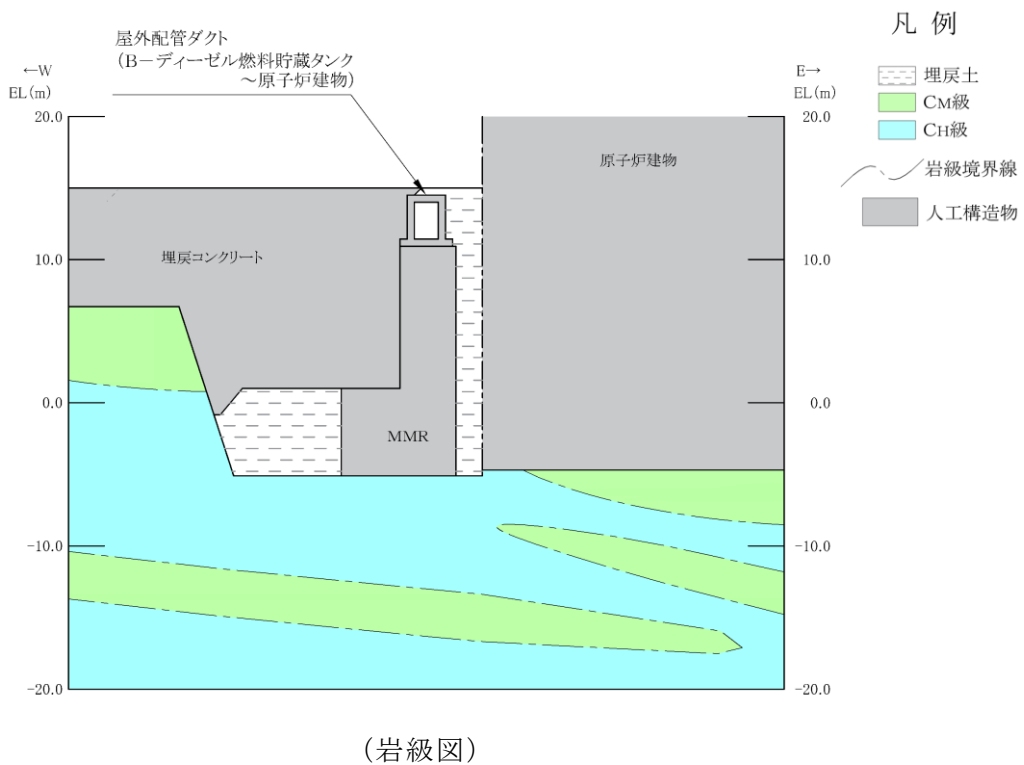 屋外配管ダクト
(B-ディーゼル燃料貯蔵タンク
～原子炉建物)
←W
EL(m)
E→
EL(m)
20.0
10.0
0.0
-10.0
-20.0
20.0
10.0
0.0
-10.0
-20.0
原子炉建物
埋戻コンクリート
MMR
凡 例
埋戻土
CM級
CH級
岩級境界線
人工構造物
(岩級図)